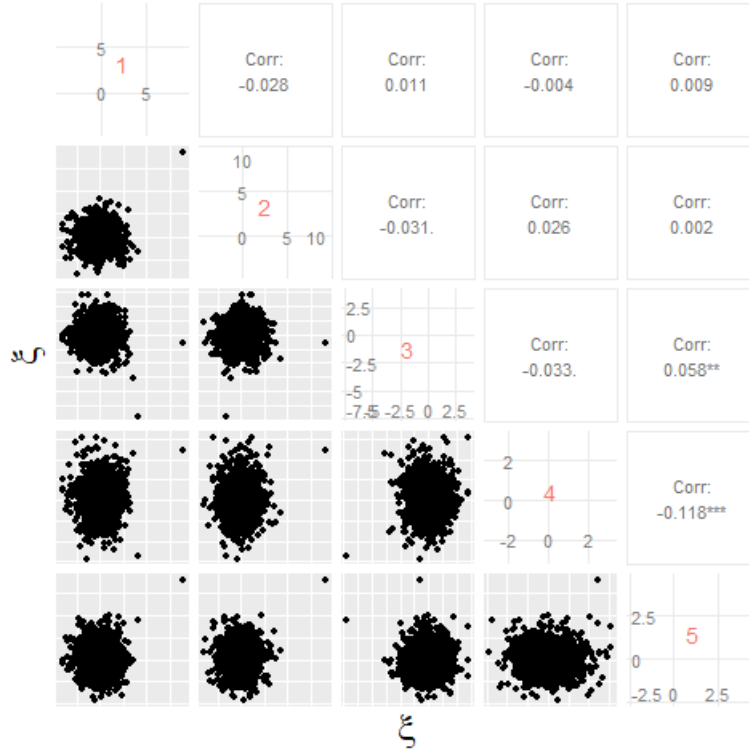 5
1
0 5
Corr:
-0.028
Corr:
0.011
Corr:
-0.004
Corr:
0.009
10
5
2
0 5 10
Corr:
-0.031.
Corr:
0.026
Corr:
0.002
ξ
2.5
0
3
-2.5
-5
-7.5 -5 -2.5 0 2.5
Corr:
-0.033.
Corr:
0.058**
2
4
0
-2
0 2
Corr:
-0.118***
2.5
5
0
-2.5 0 2.5
ξ